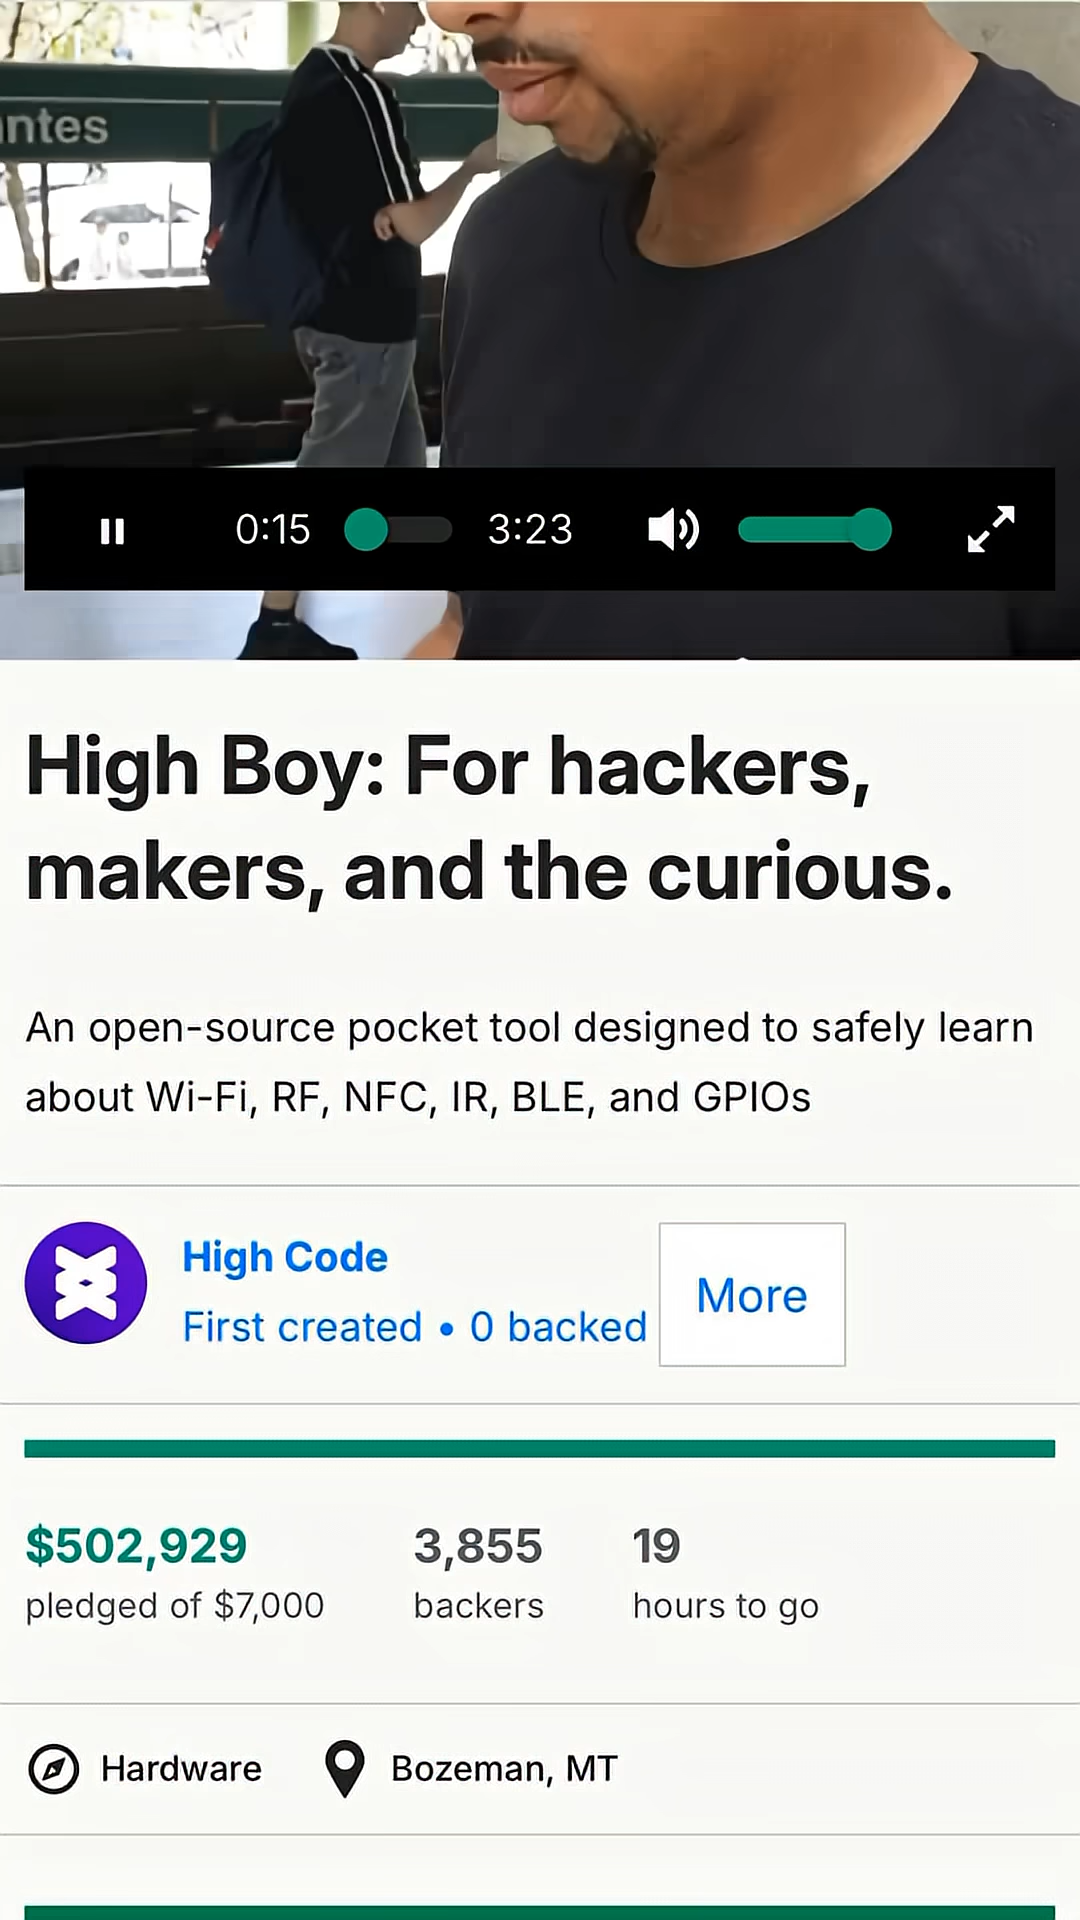 0:15 3:23
High Boy: For hackers,
makers, and the curious.
An open-source pocket tool designed to safely learn
about Wi-Fi, RF, NFC, IR, BLE, and GPIOs
High Code
First created • 0 backed
More
$502,929 3,855 19
pledged of $7,000 backers hours to go
Hardware Bozeman, MT